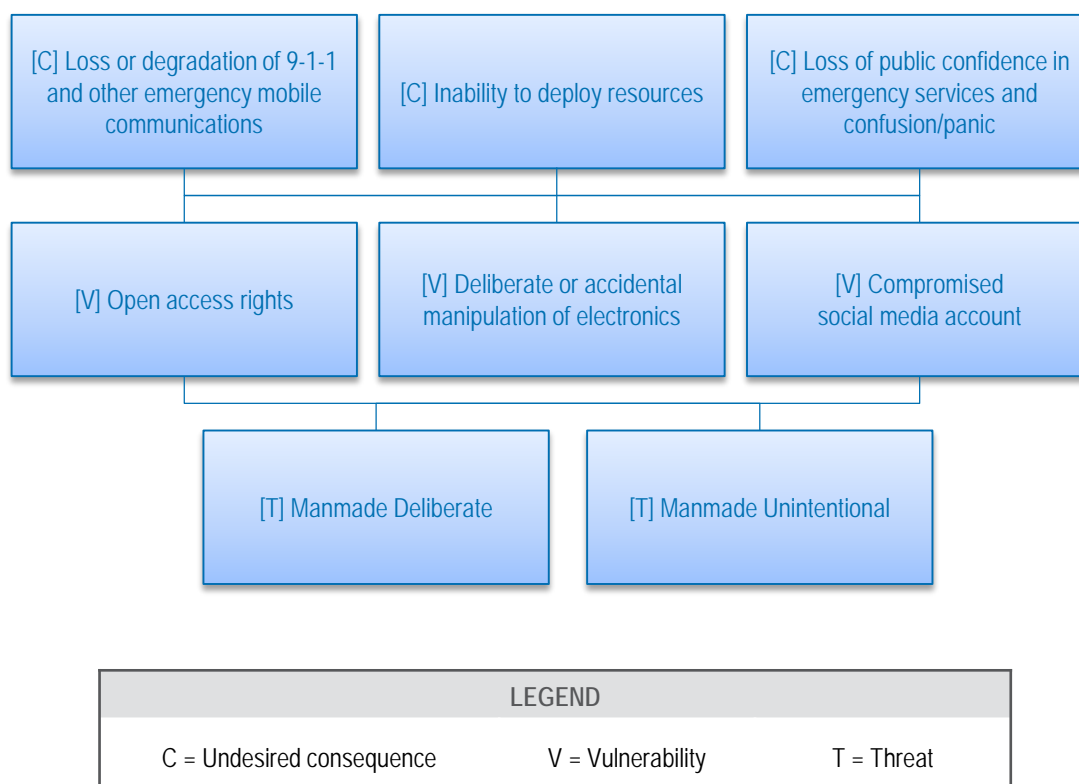 [C] Loss or degradation of 9-1-1
and other emergency mobile
communications
[C] Inability to deploy resources
[C] Loss of public confidence in
emergency services and
confusion/panic
[V] Open access rights
[V] Deliberate or accidental
manipulation of electronics
[V] Compromised
social media account
[T] Manmade Deliberate
[T] Manmade Unintentional
LEGEND
C = Undesired consequence
V = Vulnerability
T = Threat